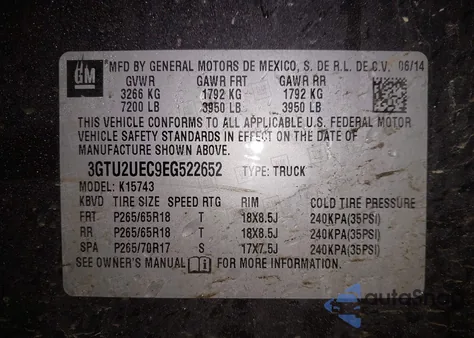 GM
MFD BY GENERAL MOTORS DE MEXICO, S. DE R.L. DE C.V. 06/14
GVWR GAWR FRT GAWR RR
3266 KG 1792 KG 1792 KG
7200 LB 3950 LB 3950 LB
THIS VEHICLE CONFORMS TO ALL APPLICABLE U.S. FEDERAL MOTOR
VEHICLE SAFETY STANDARDS IN EFFECT ON THE DATE OF
MANUFACTURE SHOWN ABOVE.
3GTU2UEC9EG522652 TYPE: TRUCK
MODEL: K15743
KBVD TIRE SIZE SPEED RTG RIM COLD TIRE PRESSURE
FRT P265/65R18 T 18X8.5J 240KPA(35PSI)
RR P265/65R18 T 18X8.5J 240KPA(35PSI)
SPA P265/70R17 S 17X7.5J 240KPA(35PSI)
SEE OWNER'S MANUAL FOR MORE INFORMATION.